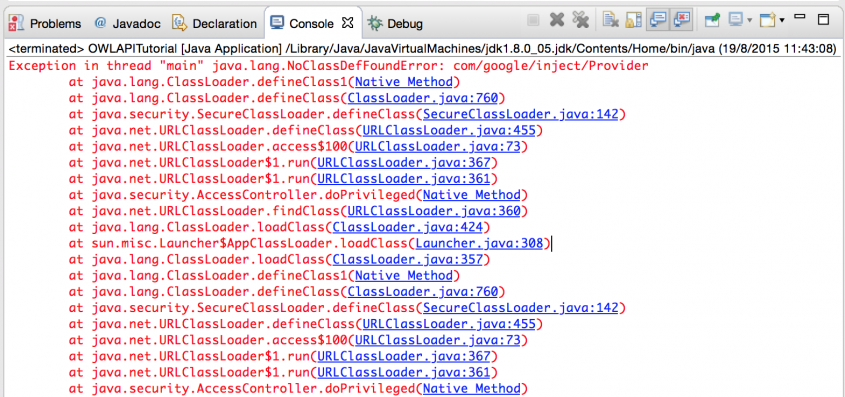 Problems @ Javadoc Declaration Console Debug
<terminated> OWLAPITutorial [Java Application] /Library/Java/JavaVirtualMachines/jdk1.8.0_05.jdk/Contents/Home/bin/java (19/8/2015 11:43:08)
Exception in thread "main" java.lang.NoClassDefFoundError: com/google/inject/Provider
at java.lang.ClassLoader.defineClass1(Native Method)
at java.lang.ClassLoader.defineClass(ClassLoader.java:760)
at java.security.SecureClassLoader.defineClass(SecureClassLoader.java:142)
at java.net.URLClassLoader.defineClass(URLClassLoader.java:455)
at java.net.URLClassLoader.access$100(URLClassLoader.java:73)
at java.net.URLClassLoader$1.run(URLClassLoader.java:367)
at java.net.URLClassLoader$1.run(URLClassLoader.java:361)
at java.security.AccessController.doPrivileged(Native Method)
at java.net.URLClassLoader.findClass(URLClassLoader.java:360)
at java.lang.ClassLoader.loadClass(ClassLoader.java:424)
at sun.misc.Launcher$AppClassLoader.loadClass(Launcher.java:308)
at java.lang.ClassLoader.loadClass(ClassLoader.java:357)
at java.lang.ClassLoader.defineClass1(Native Method)
at java.lang.ClassLoader.defineClass(ClassLoader.java:760)
at java.security.SecureClassLoader.defineClass(SecureClassLoader.java:142)
at java.net.URLClassLoader.defineClass(URLClassLoader.java:455)
at java.net.URLClassLoader.access$100(URLClassLoader.java:73)
at java.net.URLClassLoader$1.run(URLClassLoader.java:367)
at java.net.URLClassLoader$1.run(URLClassLoader.java:361)
at java.security.AccessController.doPrivileged(Native Method)